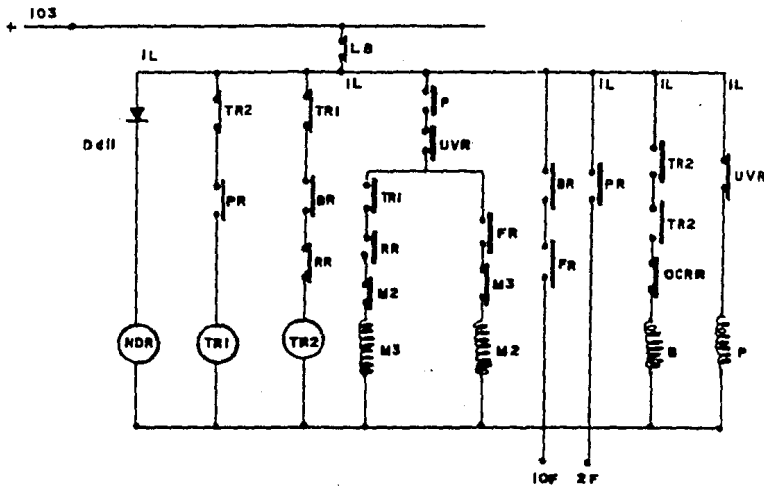 + 103
LB
IL
IL
IL
IL
IL
Ddll
TR2
TR1
P
UVR
BR
PR
TR2
UVR
PR
BR
RR
TR1
RR
M2
FR
M3
FR
TR2
OCRR
NDR
TR1
TR2
M3
M2
B
P
10F
2F